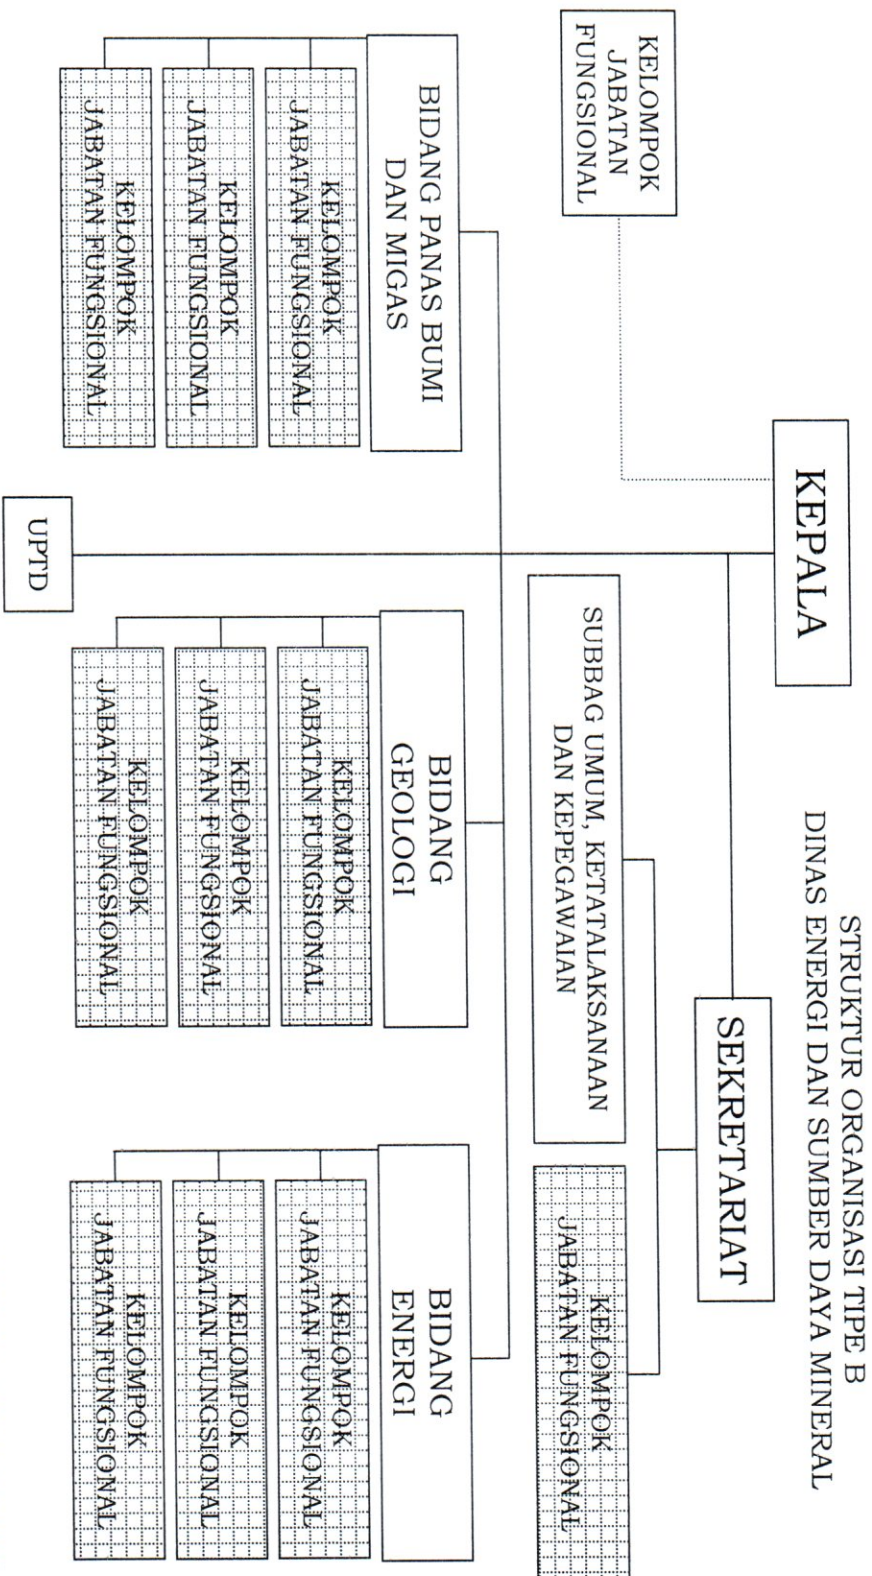 STRUKTUR ORGANISASI TIPE B
DINAS ENERGI DAN SUMBER DAYA MINERAL
KEPALA
SEKRETARIAT
KELOMPOK
JABATAN
FUNGSIONAL
SUBBAG UMUM, KETATALAKSANAAN
DAN KEPEGAWAIAN
KELOMPOK
JABATAN FUNGSIONAL
BIDANG PANAS BUMI
DAN MIGAS
KELOMPOK
JABATAN FUNGSIONAL
KELOMPOK
JABATAN FUNGSIONAL
KELOMPOK
JABATAN FUNGSIONAL
BIDANG
GEOLOGI
KELOMPOK
JABATAN FUNGSIONAL
KELOMPOK
JABATAN FUNGSIONAL
KELOMPOK
JABATAN FUNGSIONAL
BIDANG
ENERGI
KELOMPOK
JABATAN FUNGSIONAL
KELOMPOK
JABATAN FUNGSIONAL
KELOMPOK
JABATAN FUNGSIONAL
UPTD